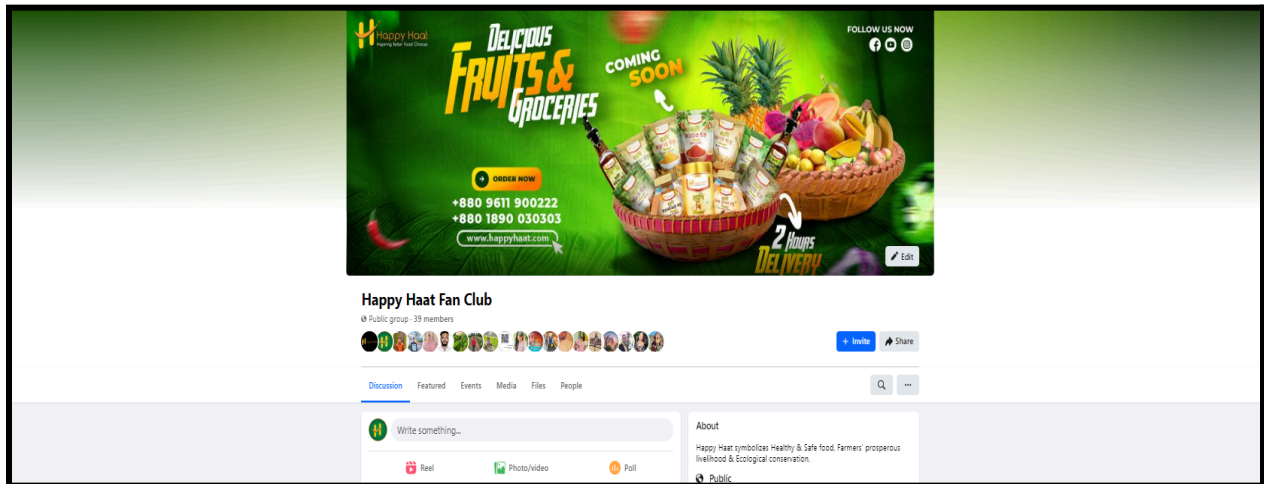 Happy Haat
Inspiring Better Food Choice
DELICIOUS
FRUITS &
GROCERIES
COMING
SOON
FOLLOW US NOW
ORDER NOW
+880 9611 900222
+880 1890 030303
www.happyhaat.com
2 HOURS
DELIVERY
Edit
Happy Haat Fan Club
Public group · 39 members
+ Invite
Share
Discussion Featured Events Media Files People
Write something...
Reel Photo/video Poll
About
Happy Haat symbolizes Healthy & Safe food, Farmers' prosperous
livelihood & Ecological conservation.
Public